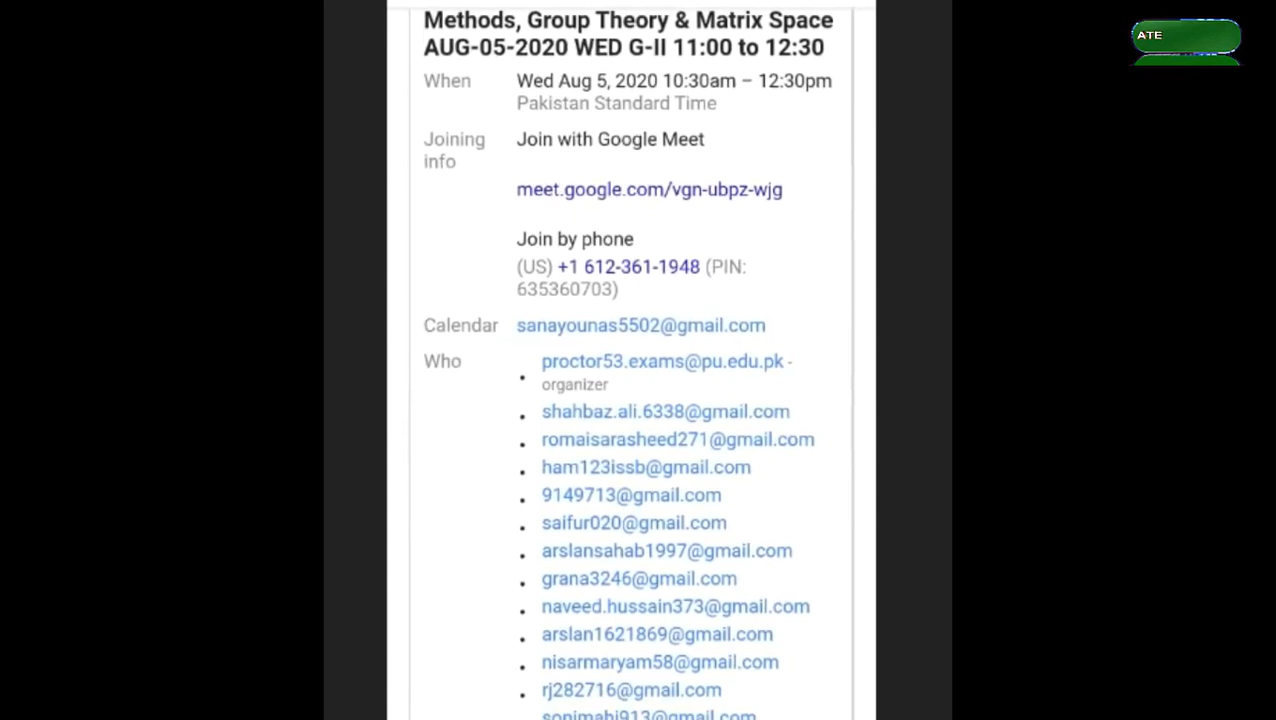 Methods, Group Theory & Matrix Space
AUG-05-2020 WED G-II 11:00 to 12:30
When Wed Aug 5, 2020 10:30am – 12:30pm
Pakistan Standard Time
Joining Join with Google Meet
info
meet.google.com/vgn-ubpz-wjg
Join by phone
(US) +1 612-361-1948 (PIN:
635360703)
Calendar sanayounas5502@gmail.com
Who proctor53.exams@pu.edu.pk -
organizer
shahbaz.ali.6338@gmail.com
romaisarasheed271@gmail.com
ham123issb@gmail.com
9149713@gmail.com
saifur020@gmail.com
arslansahab1997@gmail.com
grana3246@gmail.com
naveed.hussain373@gmail.com
arslan1621869@gmail.com
nisarmaryam58@gmail.com
rj282716@gmail.com
ATE